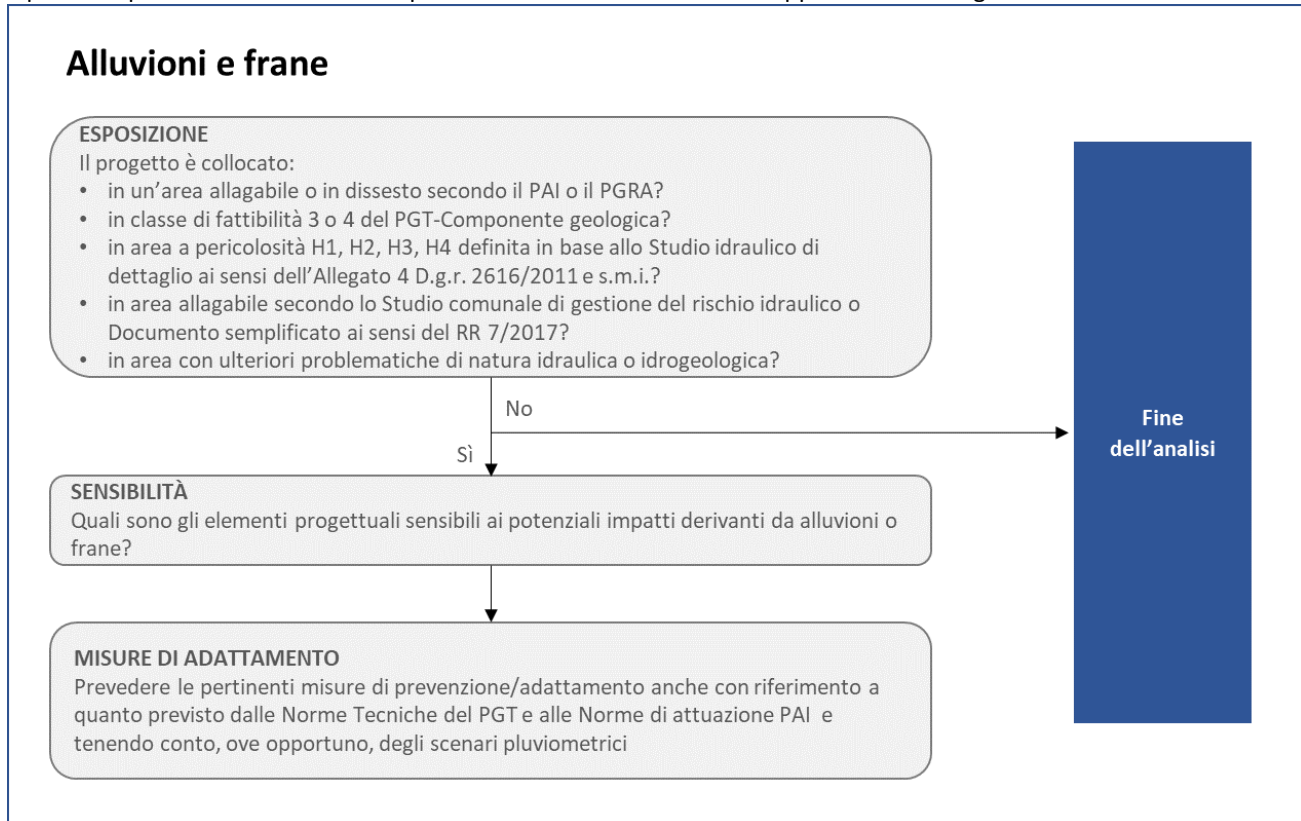 Alluvioni e frane
ESPOSIZIONE
Il progetto è collocato:
• in un’area allagabile o in dissesto secondo il PAI o il PGRA?
• in classe di fattibilità 3 o 4 del PGT-Componente geologica?
• in area a pericolosità H1, H2, H3, H4 definita in base allo Studio idraulico di
dettaglio ai sensi dell’Allegato 4 D.g.r. 2616/2011 e s.m.i.?
• in area allagabile secondo lo Studio comunale di gestione del rischio idraulico o
Documento semplificato ai sensi del RR 7/2017?
• in area con ulteriori problematiche di natura idraulica o idrogeologica?
No
Sì
Fine
dell’analisi
SENSIBILITÀ
Quali sono gli elementi progettuali sensibili ai potenziali impatti derivanti da alluvioni o
frane?
MISURE DI ADATTAMENTO
Prevedere le pertinenti misure di prevenzione/adattamento anche con riferimento a
quanto previsto dalle Norme Tecniche del PGT e alle Norme di attuazione PAI e
tenendo conto, ove opportuno, degli scenari pluviometrici